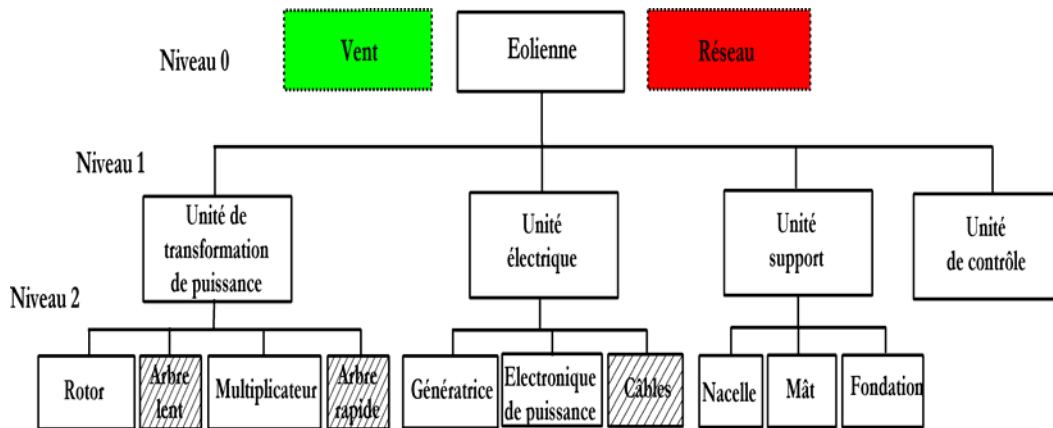 Niveau 0
Vent
Eolienne
Réseau
Niveau 1
Unité de
transformation
de puissance
Unité
électrique
Unité
support
Unité
de contrôle
Niveau 2
Rotor
Arbre
lent
Multiplicateur
Arbre
rapide
Génératrice
Electronique
de puissance
Câbles
Nacelle
Mât
Fondation